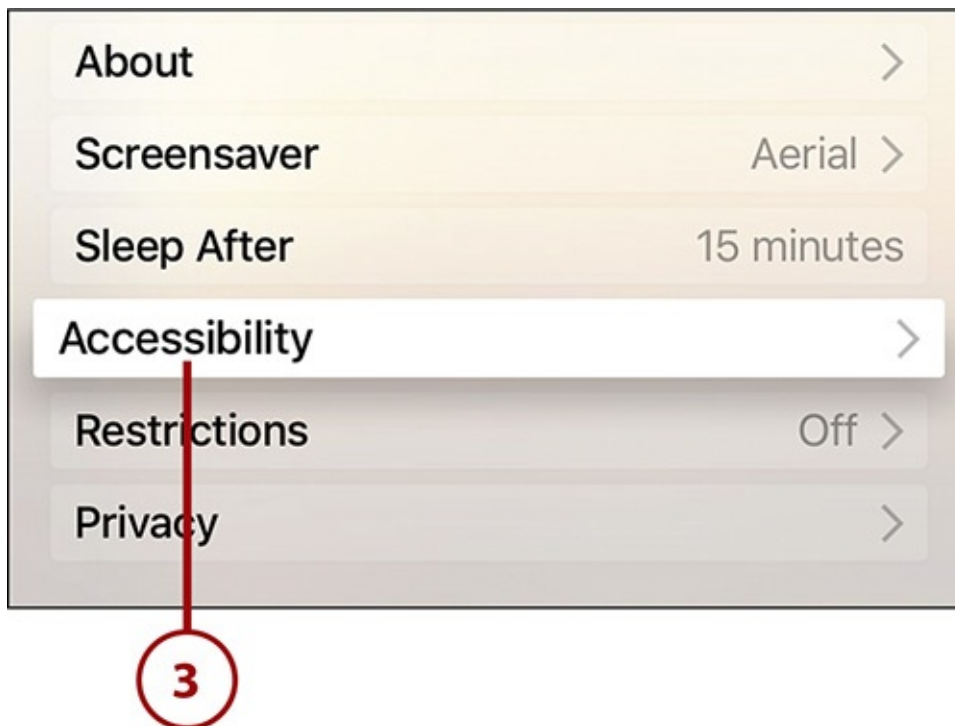 About
Screensaver Aerial
Sleep After 15 minutes
Accessibility
Restrictions Off
Privacy
3